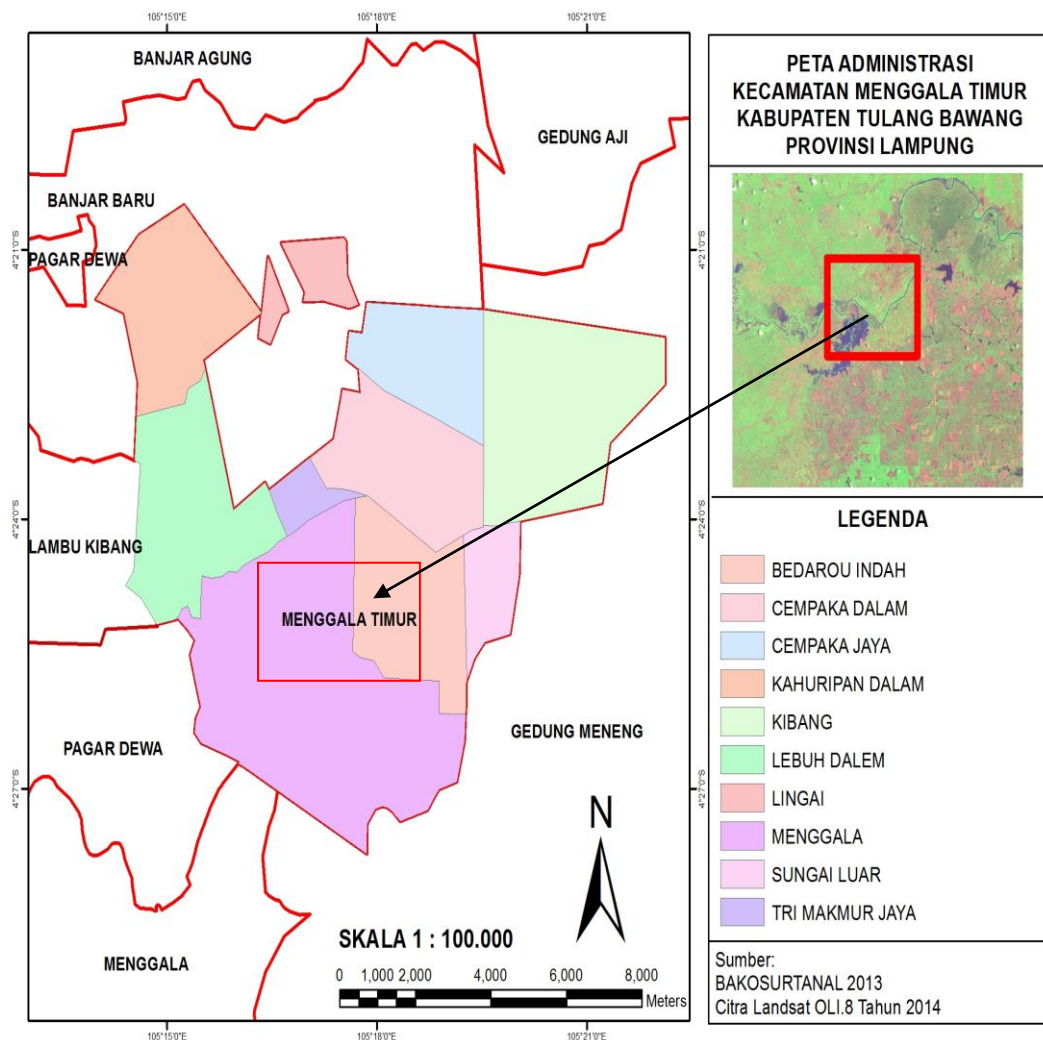 105°15'0"E
105°18'0"E
105°21'0"E
BANJAR AGUNG
GEDUNG AJI
BANJAR BARU
PAGAR DEWA
4°21'0"S
4°21'0"S
4°24'0"S
4°24'0"S
LAMBU KIBANG
MENGGALA TIMUR
PAGAR DEWA
GEDUNG MENENG
4°27'0"S
4°27'0"S
N
MENGGALA
SKALA 1 : 100.000
0 1,000 2,000 4,000 6,000 8,000
Meters
105°15'0"E
105°18'0"E
105°21'0"E
PETA ADMINISTRASI
KECAMATAN MENGGALA TIMUR
KABUPATEN TULANG BAWANG
PROVINSI LAMPUNG
LEGENDA
BEDAROU INDAH
CEMPAKA DALAM
CEMPAKA JAYA
KAHURIPAN DALAM
KIBANG
LEBUH DALEM
LINGAI
MENGGALA
SUNGAI LUAR
TRI MAKMUR JAYA
Sumber:
BAKOSURTANAL 2013
Citra Landsat OLI.8 Tahun 2014